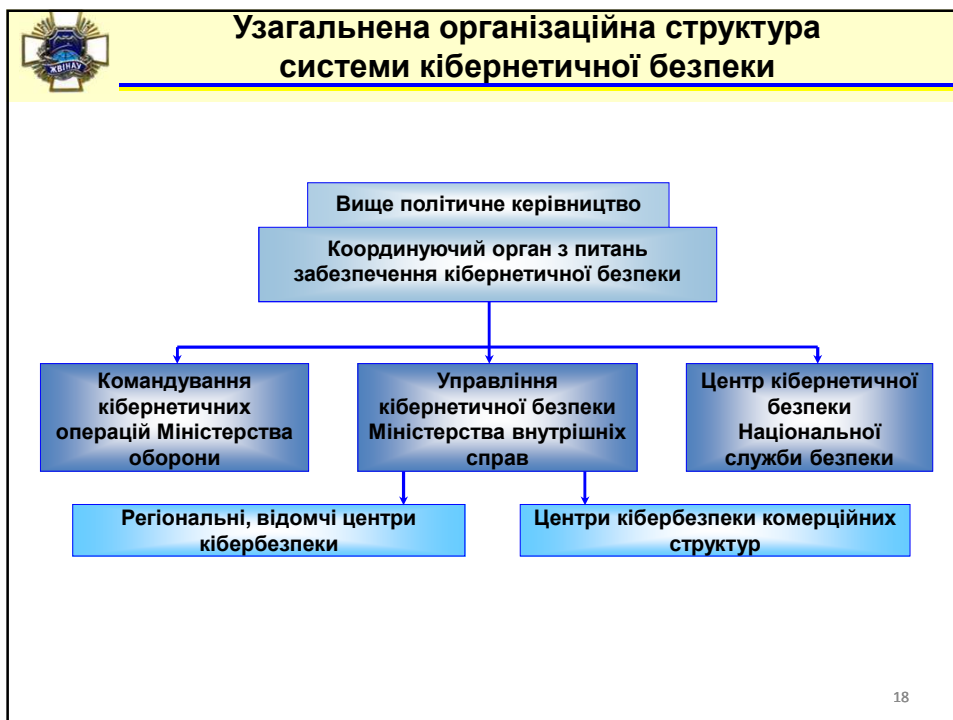 Узагальнена організаційна структура
системи кібернетичної безпеки
ЖВІНАУ
Вище політичне керівництво
Координуючий орган з питань
забезпечення кібернетичної безпеки
Командування
кібернетичних
операцій Міністерства
оборони
Управління
кібернетичної безпеки
Міністерства внутрішніх
справ
Центр кібернетичної
безпеки
Національної
служби безпеки
Регіональні, відомчі центри
кібербезпеки
Центри кібербезпеки комерційних
структур
18